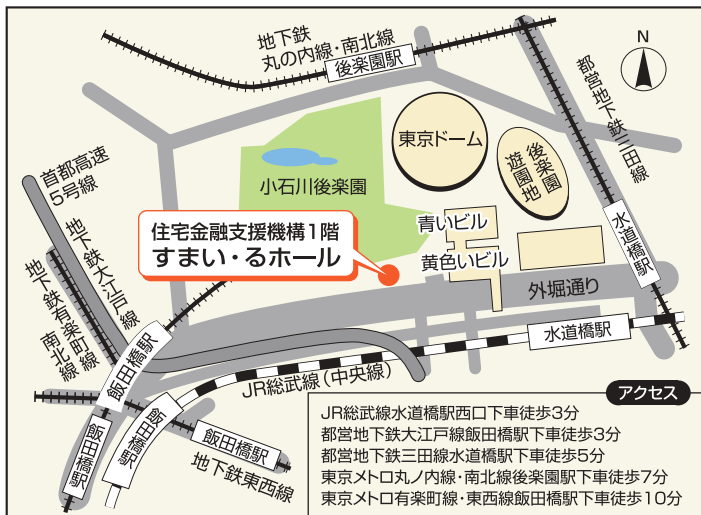 地下鉄
丸の内線・南北線
後楽園駅
N
都営地下鉄三田線
東京ドーム
後楽園
遊園地
首都高速
5号線
小石川後楽園
地下鉄大江戸線
地下鉄有楽町線
南北線
住宅金融支援機構1階
すまい・るホール
青いビル
黄色いビル
水道橋駅
外堀通り
水道橋駅
飯田橋駅
JR総武線(中央線)
飯田橋駅
飯田橋駅
飯田橋駅
地下鉄東西線
アクセス
JR総武線水道橋駅西口下車徒歩3分
都営地下鉄大江戸線飯田橋駅下車徒歩3分
都営地下鉄三田線水道橋駅下車徒歩5分
東京メトロ丸ノ内線・南北線後楽園駅下車徒歩7分
東京メトロ有楽町線・東西線飯田橋駅下車徒歩10分